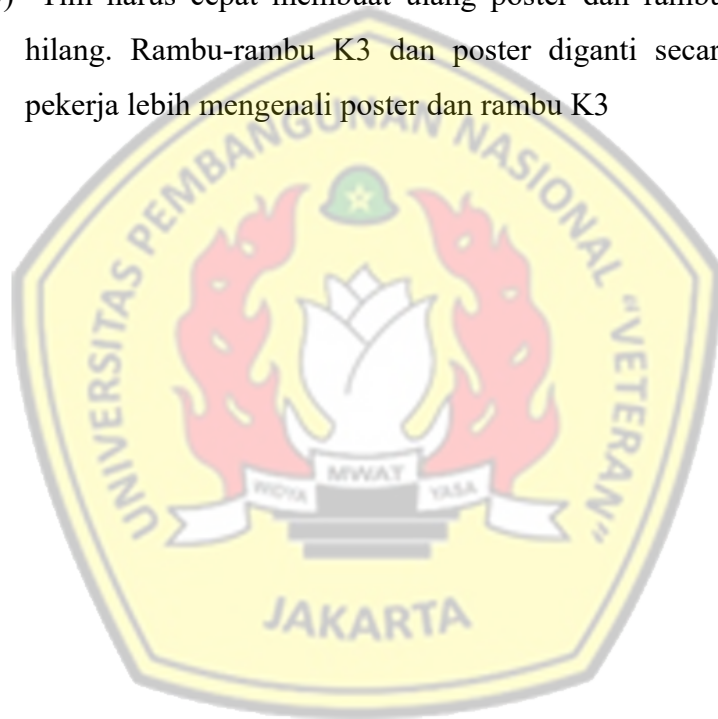 Tim harus cepat membuat ulang poster dan rambu
hilang. Rambu-rambu K3 dan poster diganti secar
pekerja lebih mengenali poster dan rambu K3
UNIVERSITAS PEMBANGUNAN NASIONAL "VETERAN"
WIDYA MWAT YASA
JAKARTA